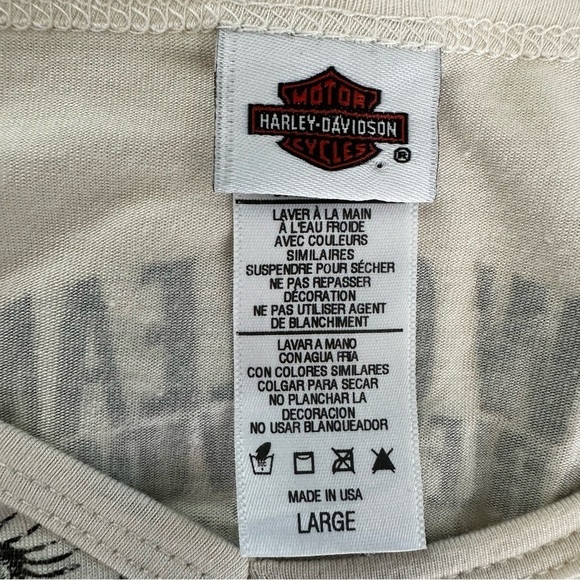 MOTOR
HARLEY-DAVIDSON
CYCLES
®
LAVER À LA MAIN
À L'EAU FROIDE
AVEC COULEURS
SIMILAIRES
SUSPENDRE POUR SÉCHER
NE PAS REPASSER
DÉCORATION
NE PAS UTILISER AGENT
DE BLANCHIMENT
LAVAR A MANO
CON AGUA FRIA
CON COLORES SIMILARES
COLGAR PARA SECAR
NO PLANCHAR LA
DECORACION
NO USAR BLANQUEADOR
MADE IN USA
LARGE